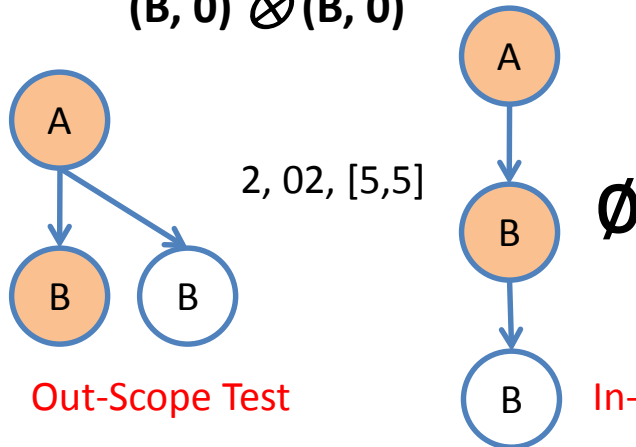 (B, 0) ⊗ (B, 0)
A
B
B
Out-Scope Test
2, 02, [5,5]
A
B
B
Ø
In-